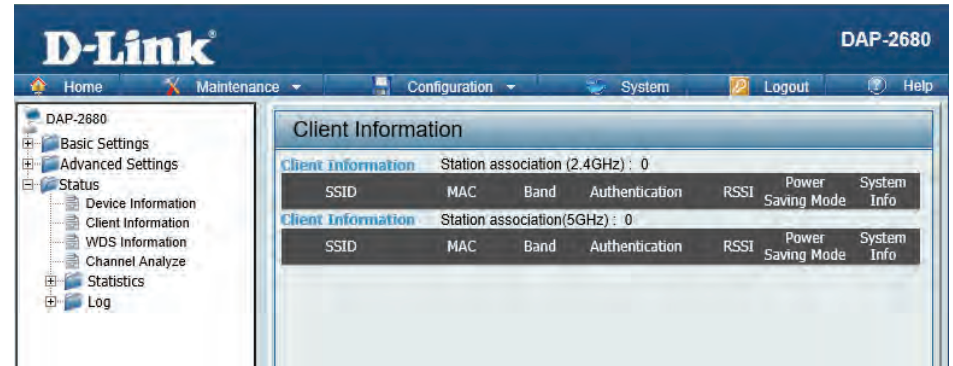 D-Link®
DAP-2680
Home Maintenance Configuration System Logout Help
DAP-2680
Basic Settings
Advanced Settings
Status
Device Information
Client Information
WDS Information
Channel Analyze
Statistics
Log
Client Information
Client Information Station association (2.4GHz) : 0
SSID MAC Band Authentication RSSI Power Saving Mode System Info
Client Information Station association(5GHz) : 0
SSID MAC Band Authentication RSSI Power Saving Mode System Info